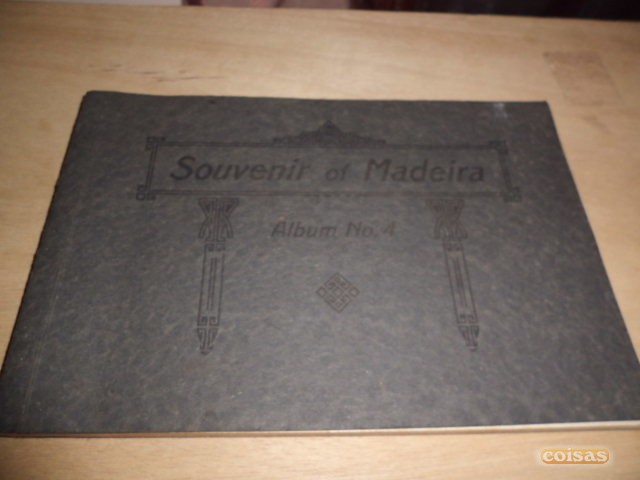 Souvenir of Madeira
Album No. 4
coisas